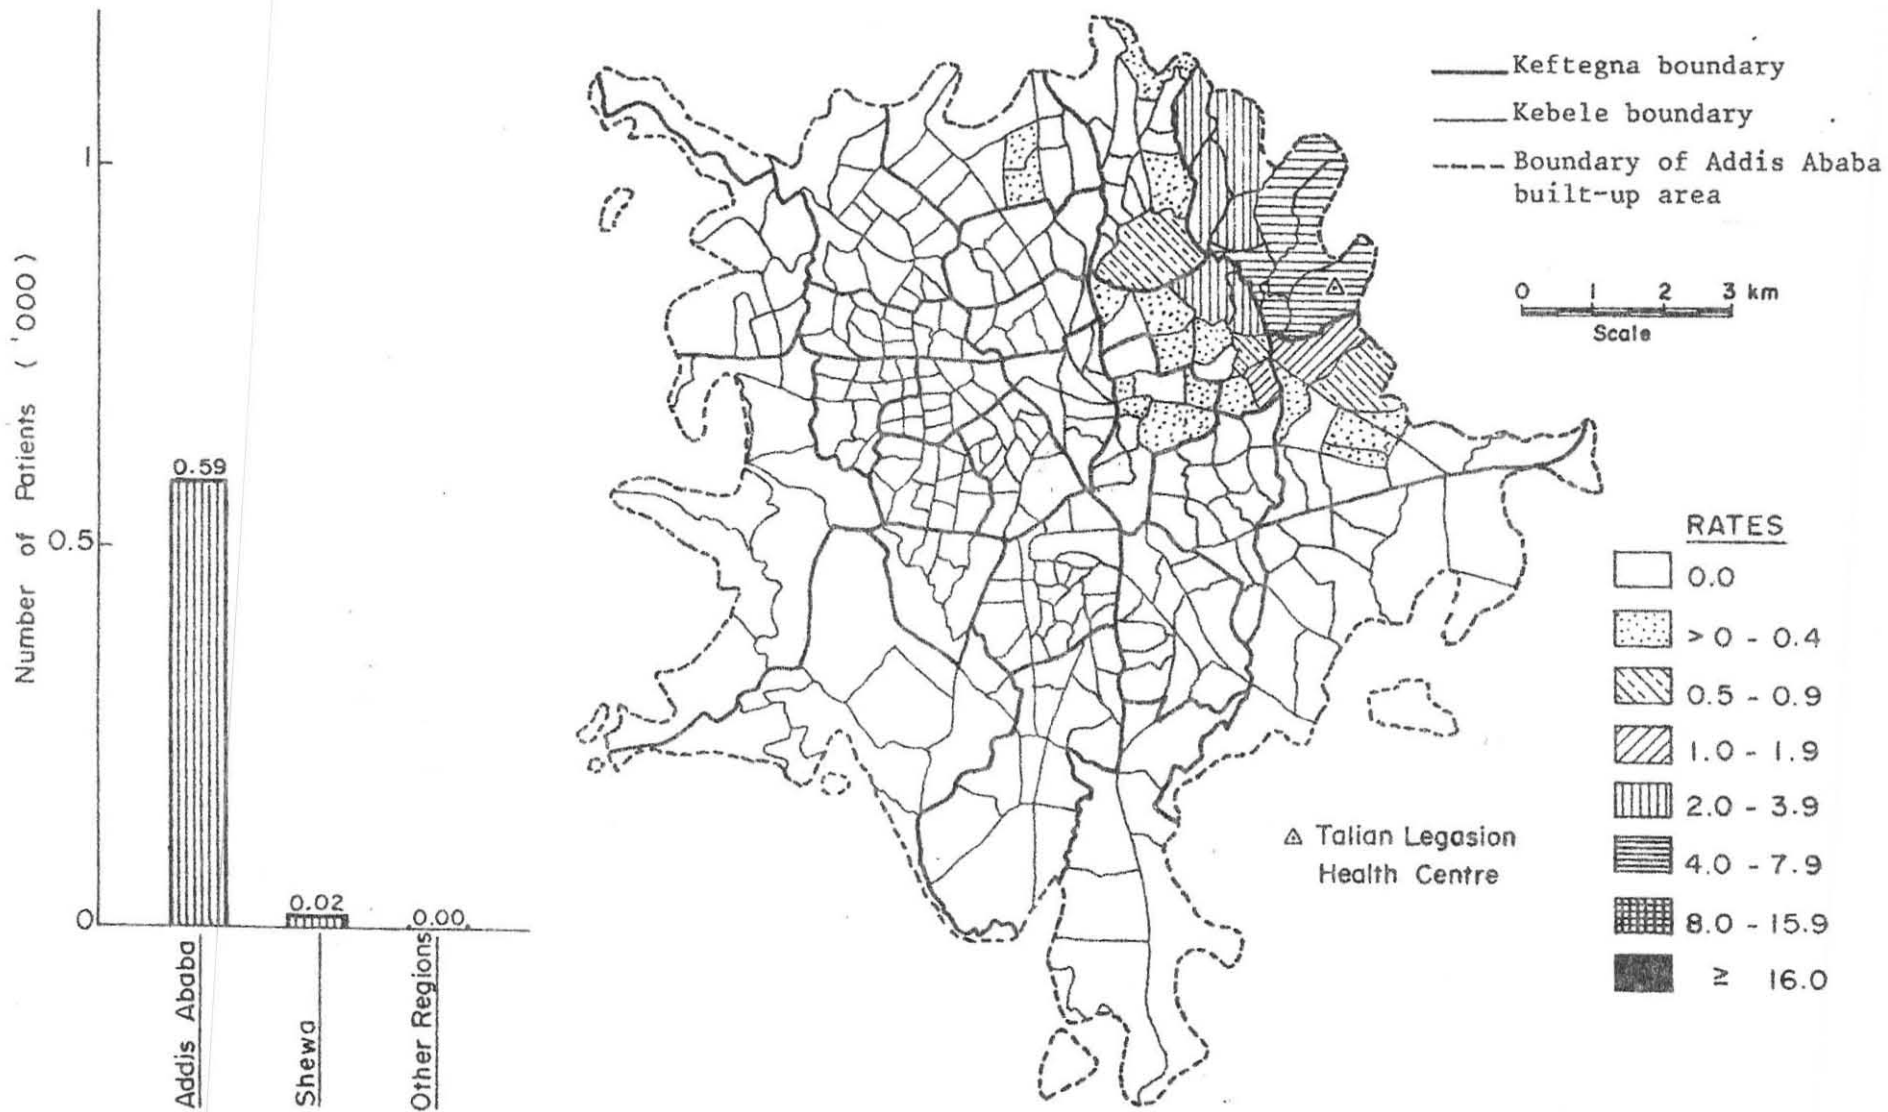 Number of Patients ( '000 )
1
0.5
0
0.59
0.02
0.00
Addis Ababa
Shewa
Other Regions
Keftegna boundary
Kebele boundary
Boundary of Addis Ababa
built-up area
0 1 2 3 km
Scale
RATES
0.0
> 0 - 0.4
0.5 - 0.9
1.0 - 1.9
2.0 - 3.9
4.0 - 7.9
8.0 - 15.9
≥ 16.0
Talian Legasion
Health Centre